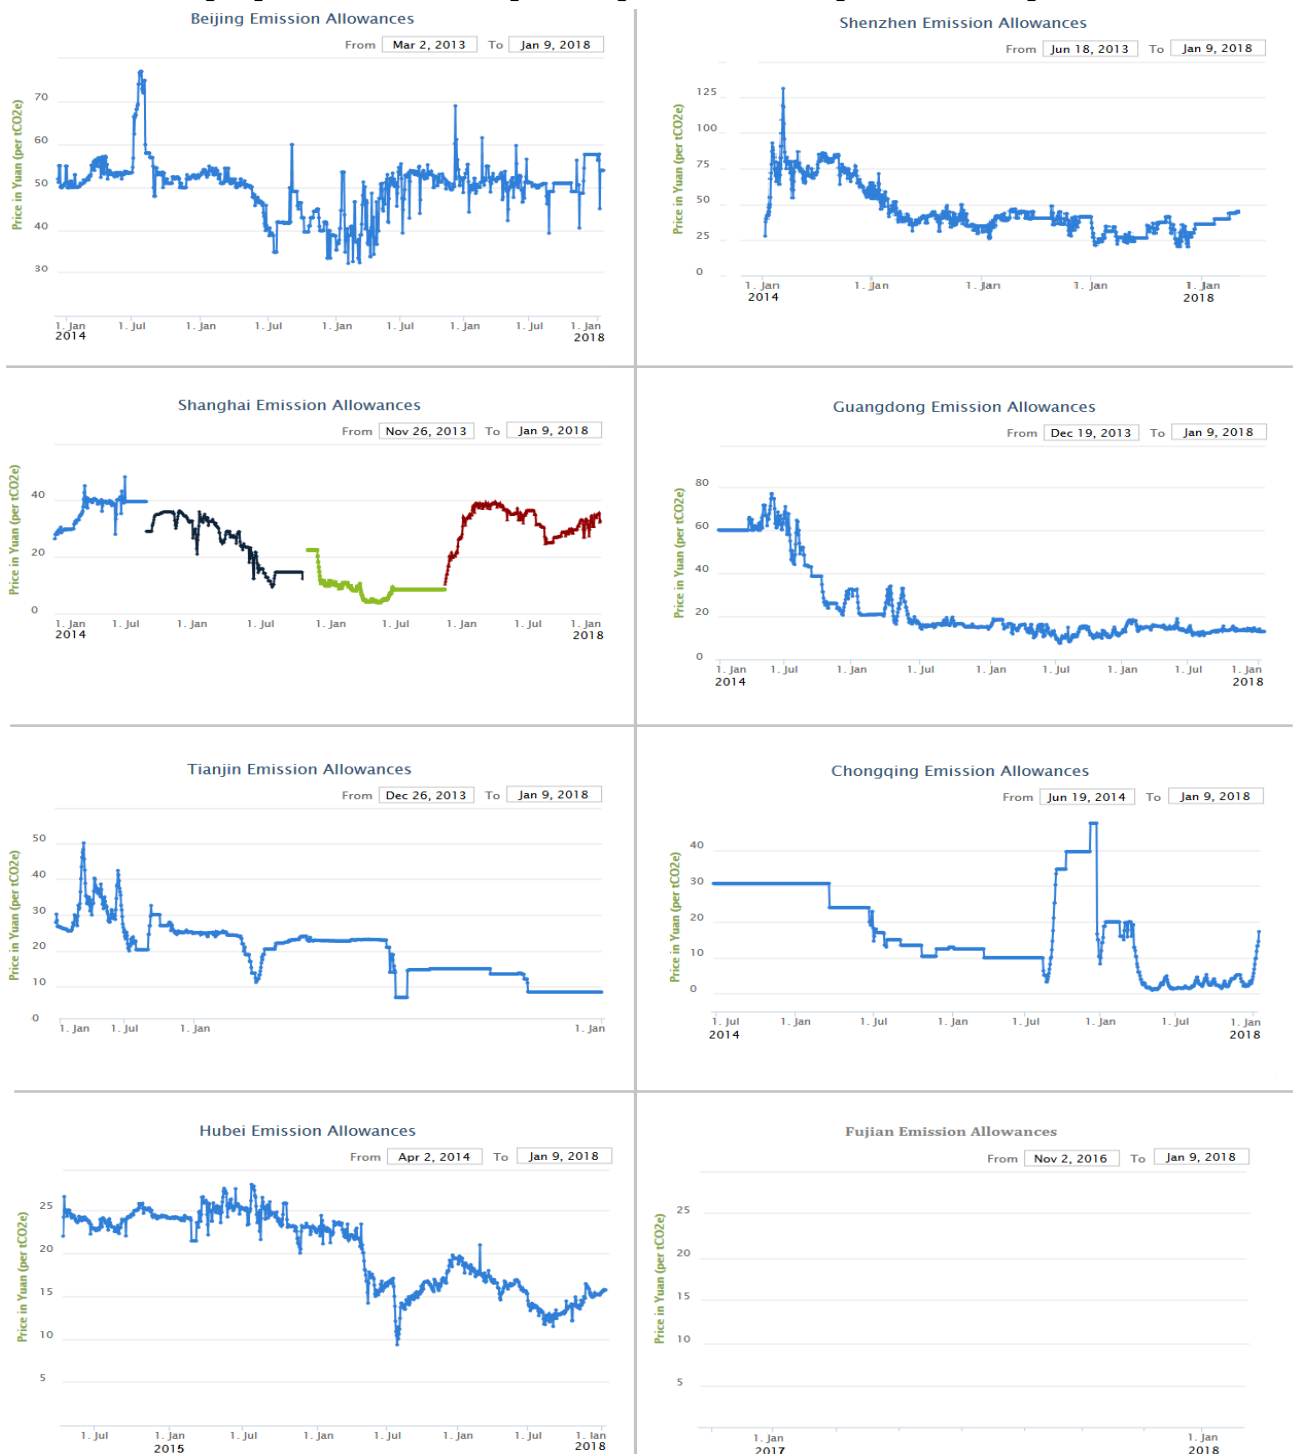 Beijing Emission Allowances
From Mar 2, 2013 To Jan 9, 2018
Price in Yuan (per tCO2e)
70
60
50
40
30
1. Jan 1. Jul 1. Jan 1. Jul 1. Jan 1. Jul 1. Jan 1. Jul 1. Jan
2014 2018
Shenzhen Emission Allowances
From Jun 18, 2013 To Jan 9, 2018
Price in Yuan (per tCO2e)
125
100
75
50
25
0
1. Jan 1. Jan 1. Jan 1. Jan 1. Jan
2014 2018
Shanghai Emission Allowances
From Nov 26, 2013 To Jan 9, 2018
Price in Yuan (per tCO2e)
40
20
0
1. Jan 1. Jul 1. Jan 1. Jul 1. Jan 1. Jul 1. Jan 1. Jul 1. Jan
2014 2018
Guangdong Emission Allowances
From Dec 19, 2013 To Jan 9, 2018
Price in Yuan (per tCO2e)
80
60
40
20
0
1. Jan 1. Jul 1. Jan 1. Jul 1. Jan 1. Jul 1. Jan 1. Jul 1. Jan
2014 2018
Tianjin Emission Allowances
From Dec 26, 2013 To Jan 9, 2018
Price in Yuan (per tCO2e)
50
40
30
20
10
0
1. Jan 1. Jul 1. Jan 1. Jan
Chongqing Emission Allowances
From Jun 19, 2014 To Jan 9, 2018
Price in Yuan (per tCO2e)
40
30
20
10
0
1. Jul 1. Jan 1. Jul 1. Jan 1. Jul 1. Jan 1. Jul 1. Jan
2014 2018
Hubei Emission Allowances
From Apr 2, 2014 To Jan 9, 2018
Price in Yuan (per tCO2e)
25
20
15
10
5
1. Jul 1. Jan 1. Jul 1. Jan 1. Jul 1. Jan 1. Jul 1. Jan
2015 2018
Fujian Emission Allowances
From Nov 2, 2016 To Jan 9, 2018
Price in Yuan (per tCO2e)
25
20
15
10
5
1. Jan 1. Jan
2017 2018